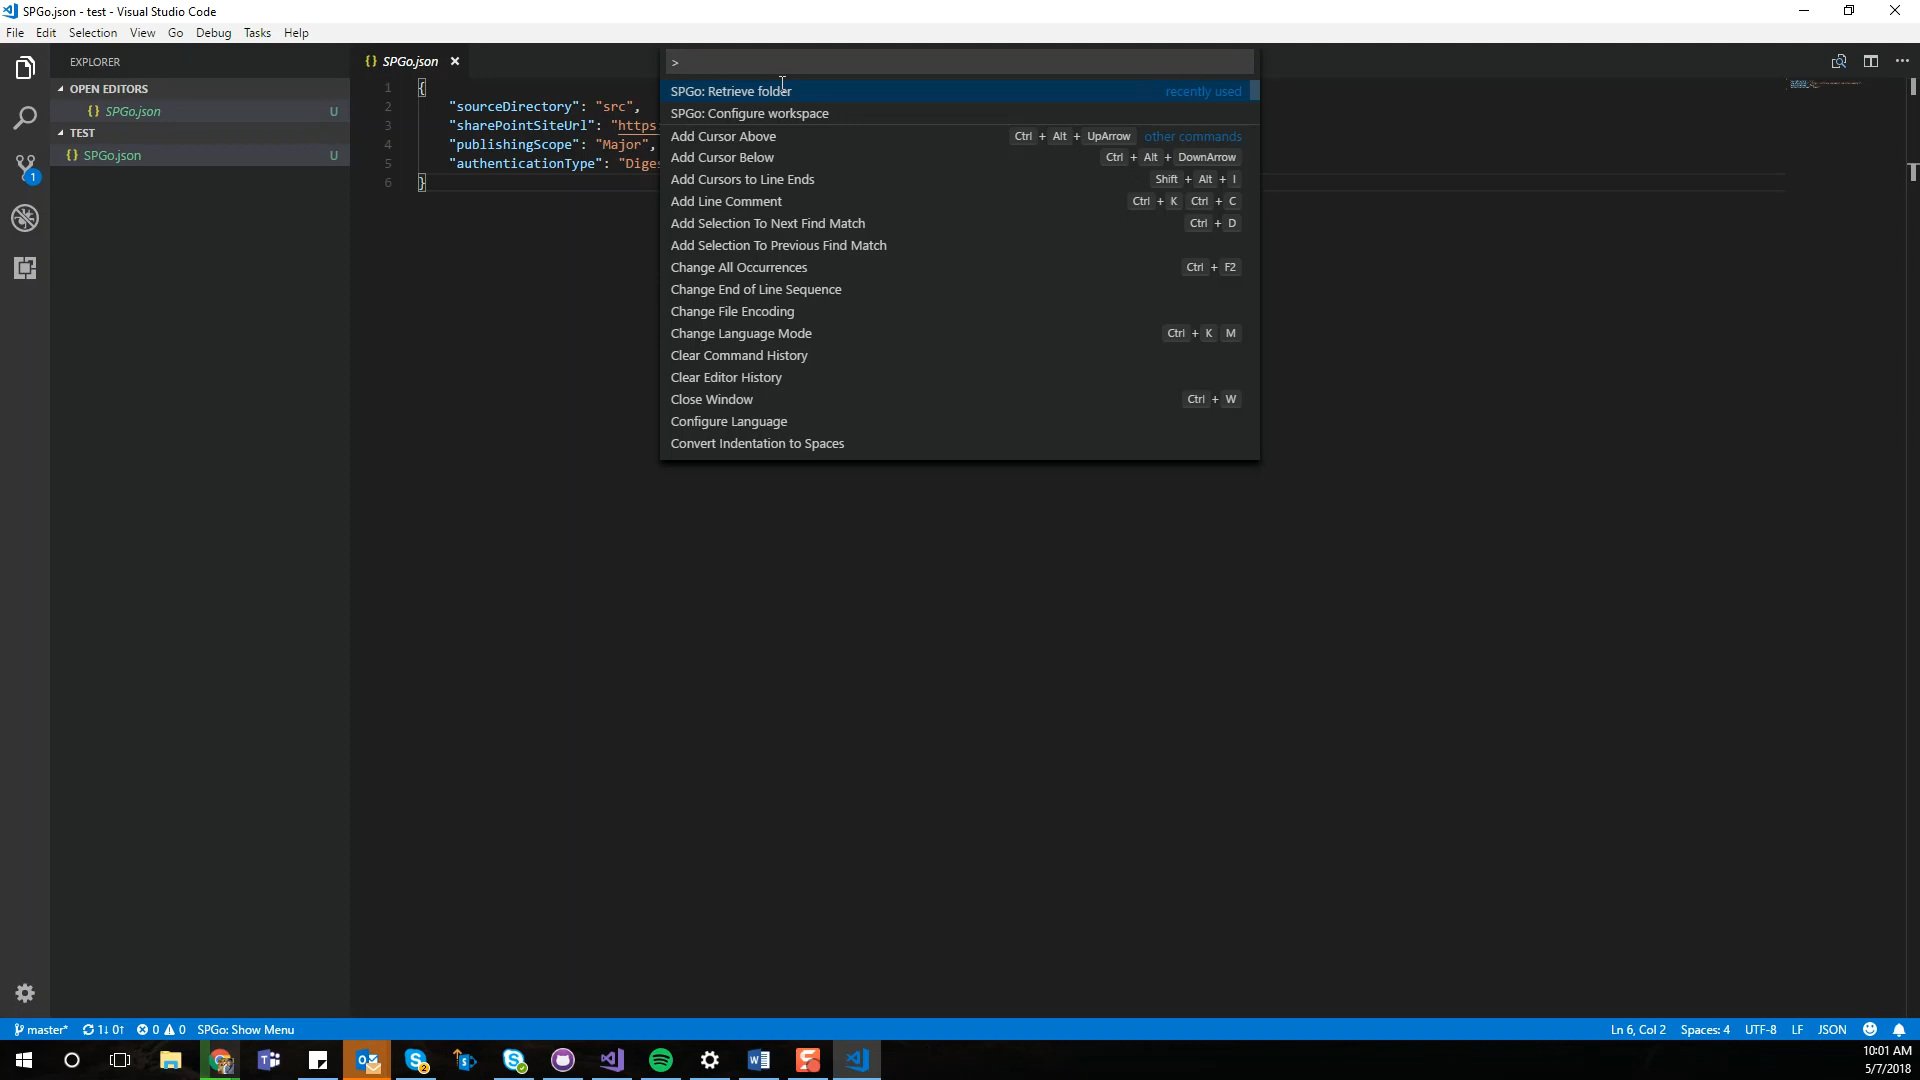 SPGo.json - test - Visual Studio Code
File Edit Selection View Go Debug Tasks Help
EXPLORER
OPEN EDITORS
{} SPGo.json U
TEST
{} SPGo.json U
1
{} SPGo.json ×
1 {
2 "sourceDirectory": "src",
3 "sharePointSiteUrl": "https:
4 "publishingScope": "Major",
5 "authenticationType": "Diges
6 }
>
SPGo: Retrieve folder recently used
SPGo: Configure workspace
Add Cursor Above Ctrl + Alt + UpArrow other commands
Add Cursor Below Ctrl + Alt + DownArrow
Add Cursors to Line Ends Shift + Alt + I
Add Line Comment Ctrl + K Ctrl + C
Add Selection To Next Find Match Ctrl + D
Add Selection To Previous Find Match
Change All Occurrences Ctrl + F2
Change End of Line Sequence
Change File Encoding
Change Language Mode Ctrl + K M
Clear Command History
Clear Editor History
Close Window Ctrl + W
Configure Language
Convert Indentation to Spaces
master* 1↓ 0↑ 0 0 SPGo: Show Menu Ln 6, Col 2 Spaces: 4 UTF-8 LF JSON
2
10:01 AM
5/7/2018